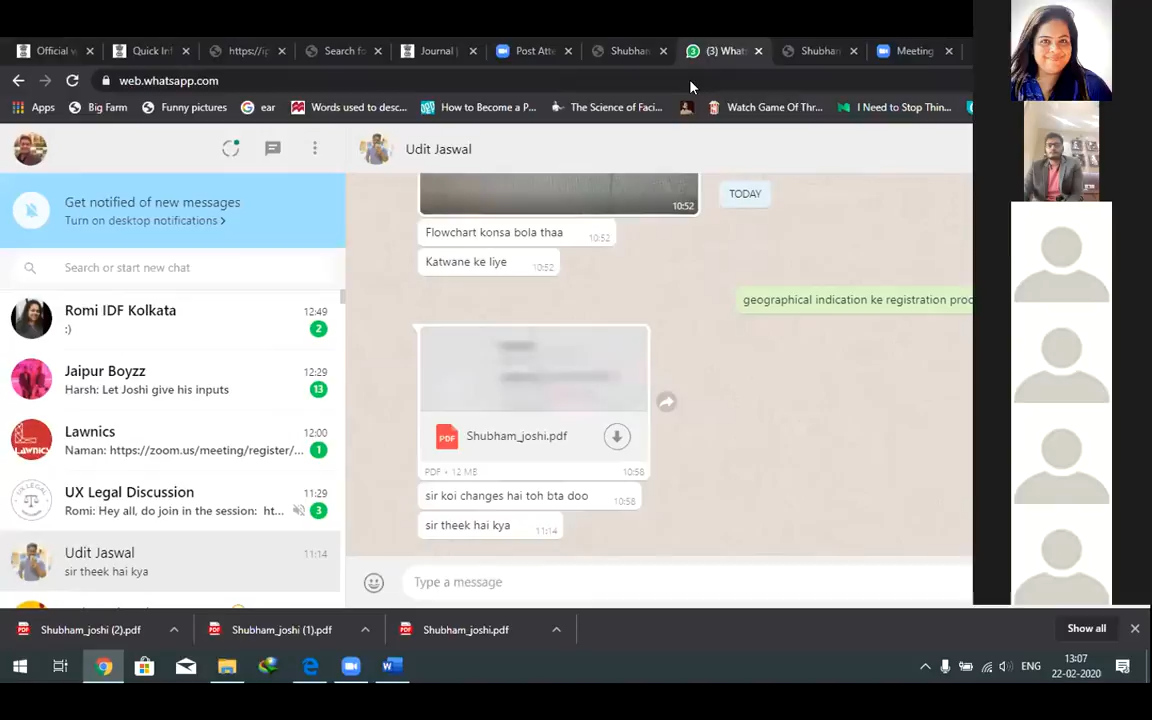 Official v
Quick In
https://ip
Search fo
Journal
Post Atte
Shubhan
(3) What
Shubham
Meeting
web.whatsapp.com
Apps
Big Farm
Funny pictures
ear
Words used to desc...
How to Become a P...
The Science of Faci...
Watch Game Of Thr...
I Need to Stop Thin...
Udit Jaswal
Get notified of new messages
Turn on desktop notifications >
Search or start new chat
Romi IDF Kolkata 12:49
:) 2
Jaipur Boyzz 12:29
Harsh: Let Joshi give his inputs 13
Lawnics 12:00
Naman: https://zoom.us/meeting/register/... 1
UX Legal Discussion 11:29
Romi: Hey all, do join in the session: ht... 3
Udit Jaswal 11:14
sir theek hai kya
10:52
TODAY
Flowchart konsa bola thaa 10:52
Katwane ke liye 10:52
geographical indication ke registration proc
PDF Shubham_joshi.pdf
PDF • 12 MB 10:58
sir koi changes hai toh bta doo 10:58
sir theek hai kya 11:14
Type a message
Shubham_joshi (2).pdf
Shubham_joshi (1).pdf
Shubham_joshi.pdf
Show all
ENG
13:07
22-02-2020